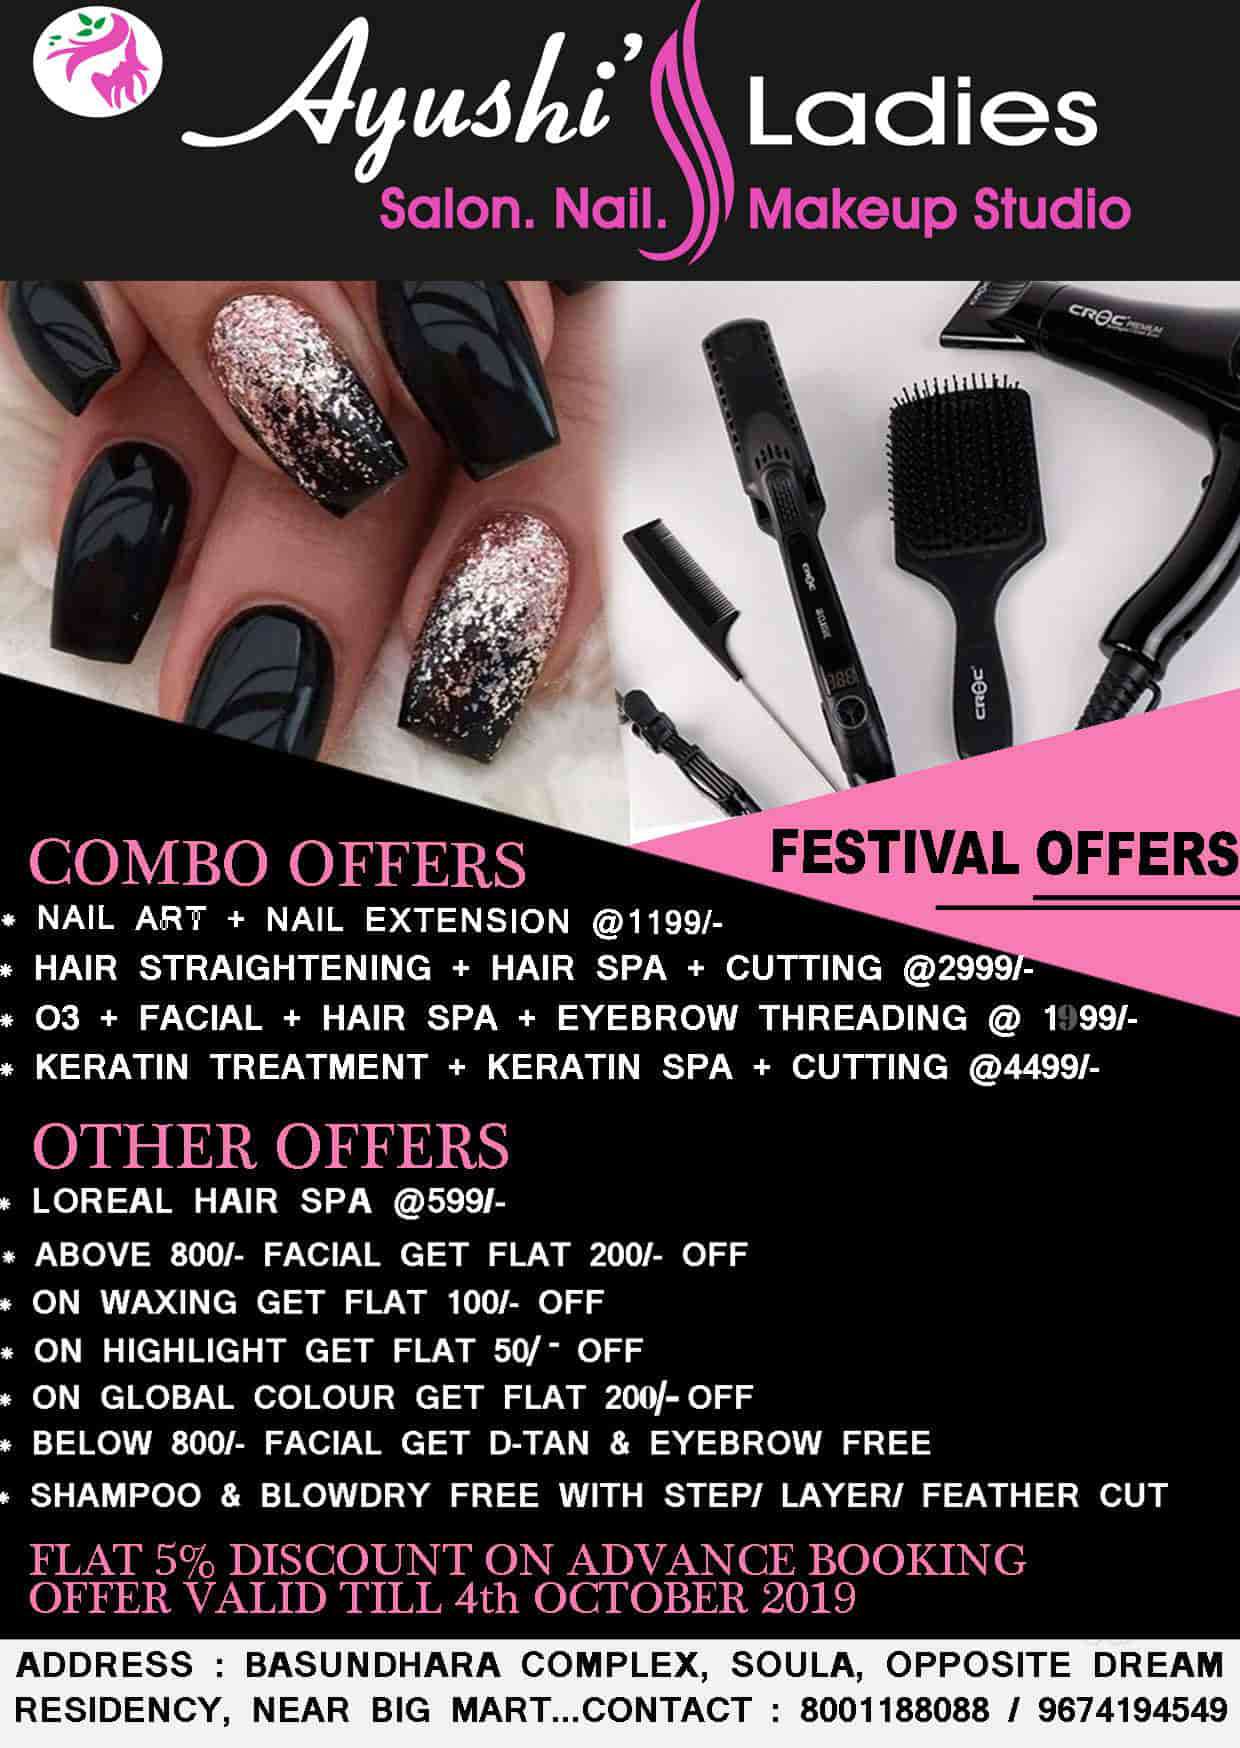 Ayushi's Ladies
Salon. Nail. Makeup Studio
CROC PREMIUM
CROC
CROC
FESTIVAL OFFERS
COMBO OFFERS
* NAIL ART + NAIL EXTENSION @1199/-
* HAIR STRAIGHTENING + HAIR SPA + CUTTING @2999/-
* O3 + FACIAL + HAIR SPA + EYEBROW THREADING @ 1999/-
* KERATIN TREATMENT + KERATIN SPA + CUTTING @4499/-
OTHER OFFERS
* LOREAL HAIR SPA @599/-
* ABOVE 800/- FACIAL GET FLAT 200/- OFF
* ON WAXING GET FLAT 100/- OFF
* ON HIGHLIGHT GET FLAT 50/- OFF
* ON GLOBAL COLOUR GET FLAT 200/- OFF
* BELOW 800/- FACIAL GET D-TAN & EYEBROW FREE
* SHAMPOO & BLOWDRY FREE WITH STEP/ LAYER/ FEATHER CUT
FLAT 5% DISCOUNT ON ADVANCE BOOKING
OFFER VALID TILL 4th OCTOBER 2019
ADDRESS : BASUNDHARA COMPLEX, SOULA, OPPOSITE DREAM
RESIDENCY, NEAR BIG MART...CONTACT : 8001188088 / 9674194549